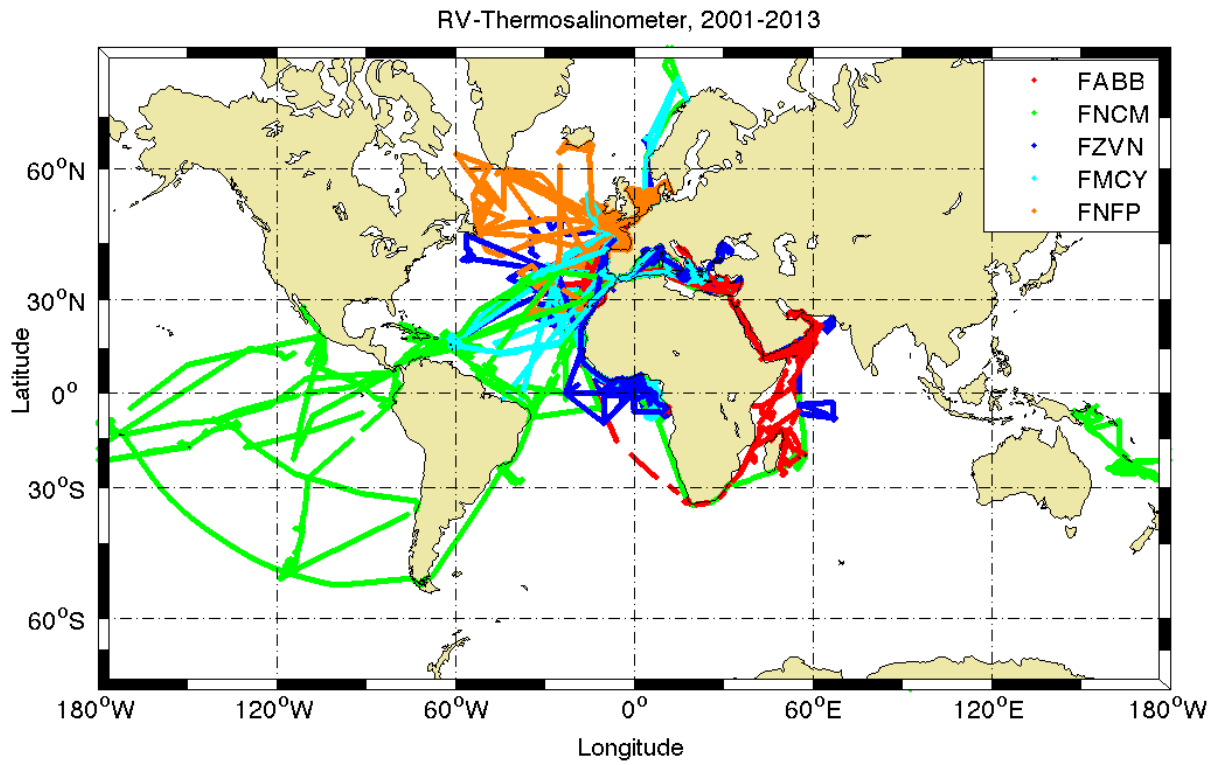 RV-Thermosalinometer, 2001-2013
FABB
FNCM
FZVN
FMCY
FNFP
60°N
30°N
0°
30°S
60°S
Latitude
180°W
120°W
60°W
0°
60°E
120°E
180°W
Longitude